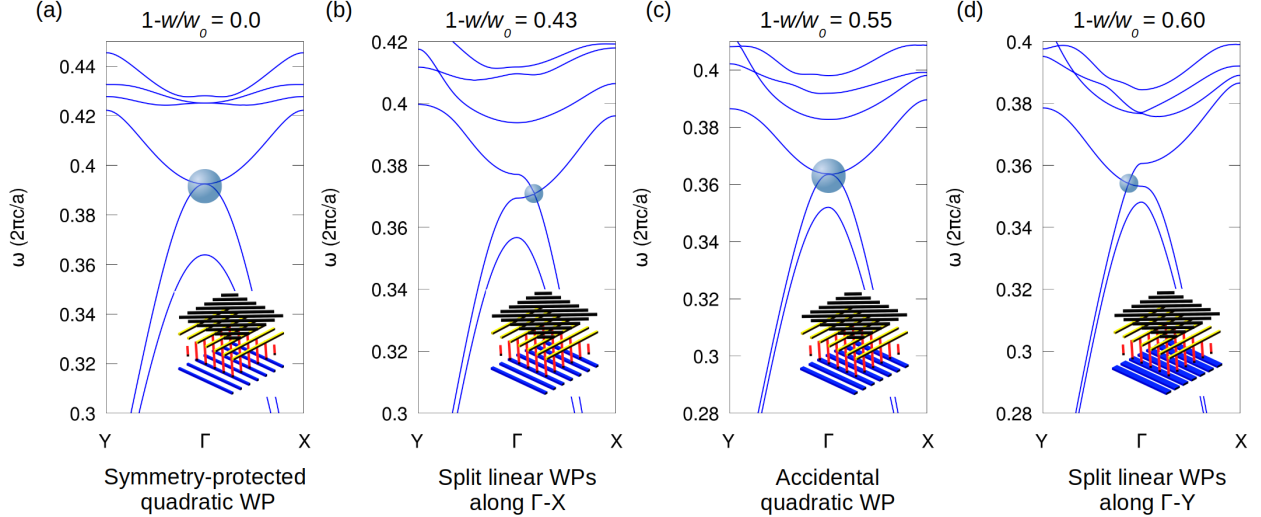 (a)
1-w/w₀ = 0.0
ω (2πc/a)
0.44
0.42
0.4
0.38
0.36
0.34
0.32
0.3
Y
Γ
X
Symmetry-protected
quadratic WP
(b)
1-w/w₀ = 0.43
ω (2πc/a)
0.42
0.4
0.38
0.36
0.34
0.32
0.3
Y
Γ
X
Split linear WPs
along Γ-X
(c)
1-w/w₀ = 0.55
ω (2πc/a)
0.4
0.38
0.36
0.34
0.32
0.3
0.28
Y
Γ
X
Accidental
quadratic WP
(d)
1-w/w₀ = 0.60
ω (2πc/a)
0.4
0.38
0.36
0.34
0.32
0.3
0.28
Y
Γ
X
Split linear WPs
along Γ-Y